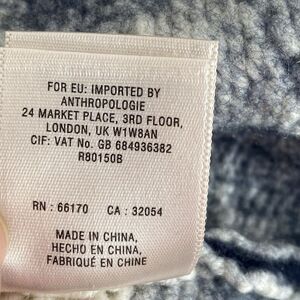 FOR EU: IMPORTED BY
ANTHROPOLOGIE
24 MARKET PLACE, 3RD FLOOR,
LONDON, UK W1W8AN
CIF: VAT No. GB 684936382
R80150B
RN : 66170 CA : 32054
MADE IN CHINA,
HECHO EN CHINA,
FABRIQUÉ EN CHINE